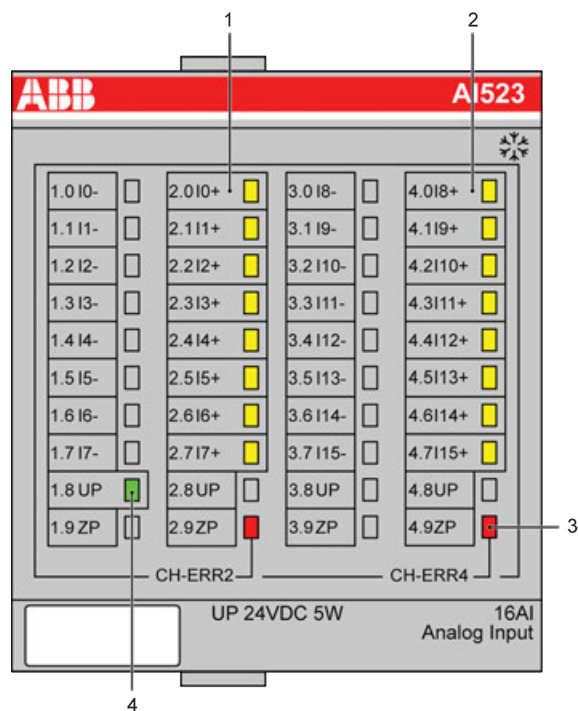 1 2
ABB AI523
1.0 I0- 2.0 I0+ 3.0 I8- 4.0 I8+
1.1 I1- 2.1 I1+ 3.1 I9- 4.1 I9+
1.2 I2- 2.2 I2+ 3.2 I10- 4.2 I10+
1.3 I3- 2.3 I3+ 3.3 I11- 4.3 I11+
1.4 I4- 2.4 I4+ 3.4 I12- 4.4 I12+
1.5 I5- 2.5 I5+ 3.5 I13- 4.5 I13+
1.6 I6- 2.6 I6+ 3.6 I14- 4.6 I14+
1.7 I7- 2.7 I7+ 3.7 I15- 4.7 I15+
1.8 UP 2.8 UP 3.8 UP 4.8 UP
1.9 ZP 2.9 ZP 3.9 ZP 4.9 ZP 3
CH-ERR2 CH-ERR4
UP 24VDC 5W 16AI
Analog Input
4